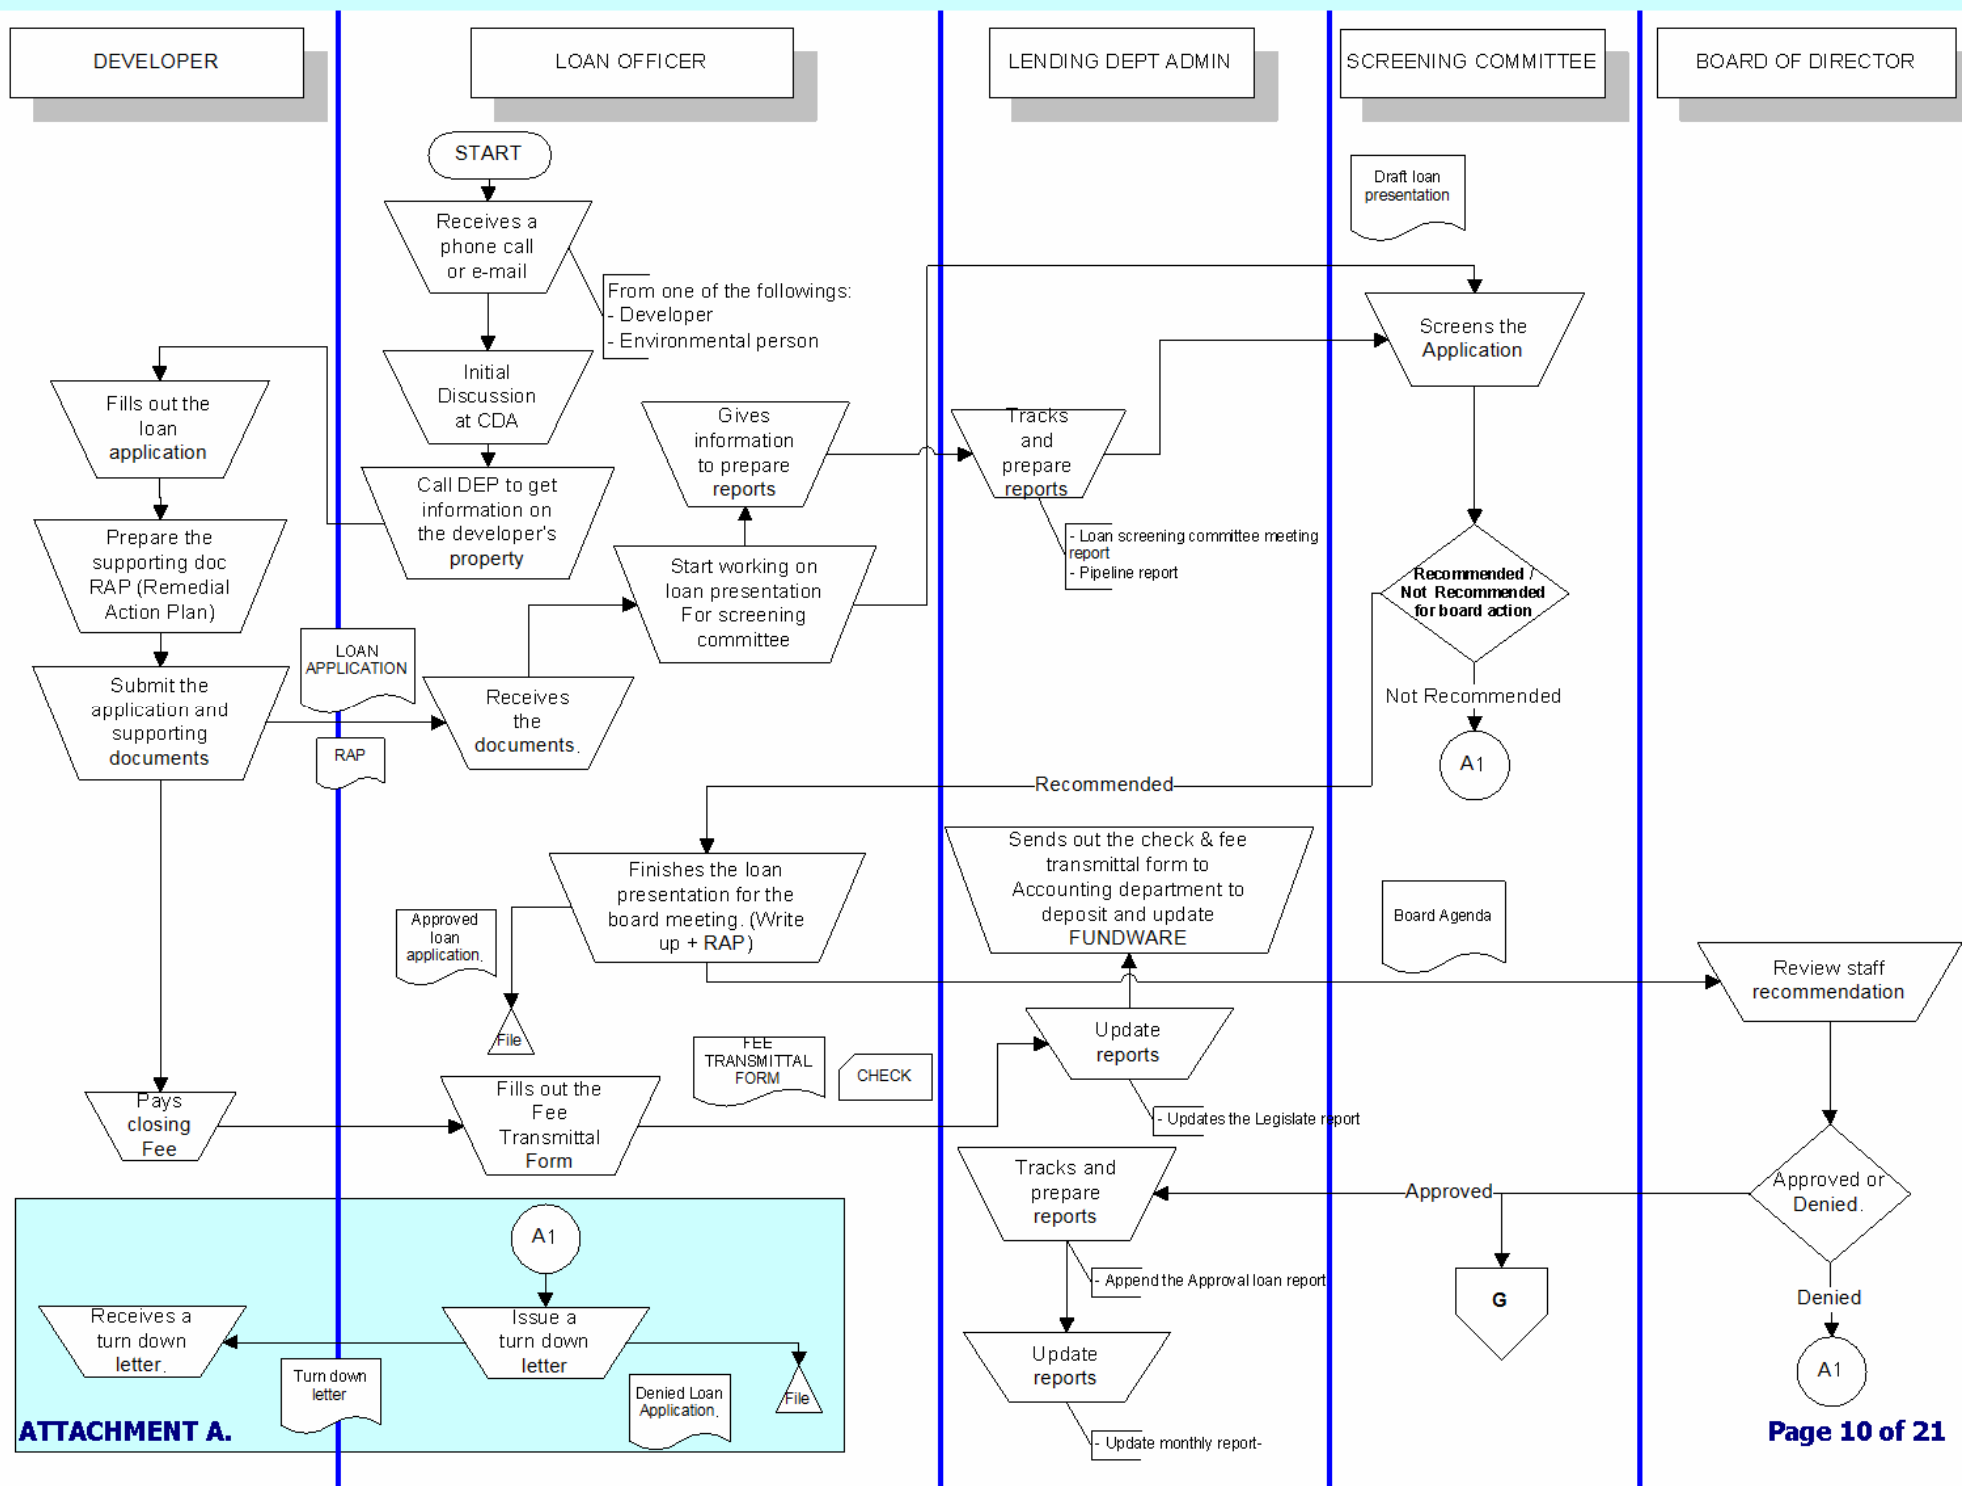 DEVELOPER
LOAN OFFICER
LENDING DEPT ADMIN
SCREENING COMMITTEE
BOARD OF DIRECTOR
START
Receives a
phone call
or e-mail
From one of the followings:
- Developer
- Environmental person
Initial
Discussion
at CDA
Call DEP to get
information on
the developer's
property
Fills out the
loan
application
Prepare the
supporting doc
RAP (Remedial
Action Plan)
Submit the
application and
supporting
documents
LOAN
APPLICATION
RAP
Receives
the
documents.
Start working on
loan presentation
For screening
committee
Gives
information
to prepare
reports
Tracks
and
prepare
reports
- Loan screening committee meeting
report
- Pipeline report
Draft loan
presentation
Screens the
Application
Recommended /
Not Recommended
for board action
Not Recommended
A1
Recommended
Finishes the loan
presentation for the
board meeting. (Write
up + RAP)
Approved
loan
application.
File
Sends out the check & fee
transmittal form to
Accounting department to
deposit and update
FUNDWARE
Board Agenda
Review staff
recommendation
Update
reports
- Updates the Legislate report
FEE
TRANSMITTAL
FORM
CHECK
Pays
closing
Fee
Fills out the
Fee
Transmittal
Form
Tracks and
prepare
reports
- Append the Approval loan report
Approved
Approved or
Denied.
G
Denied
A1
Update
reports
- Update monthly report-
A1
Issue a
turn down
letter
Receives a
turn down
letter.
Turn down
letter
Denied Loan
Application.
File
ATTACHMENT A.
Page 10 of 21